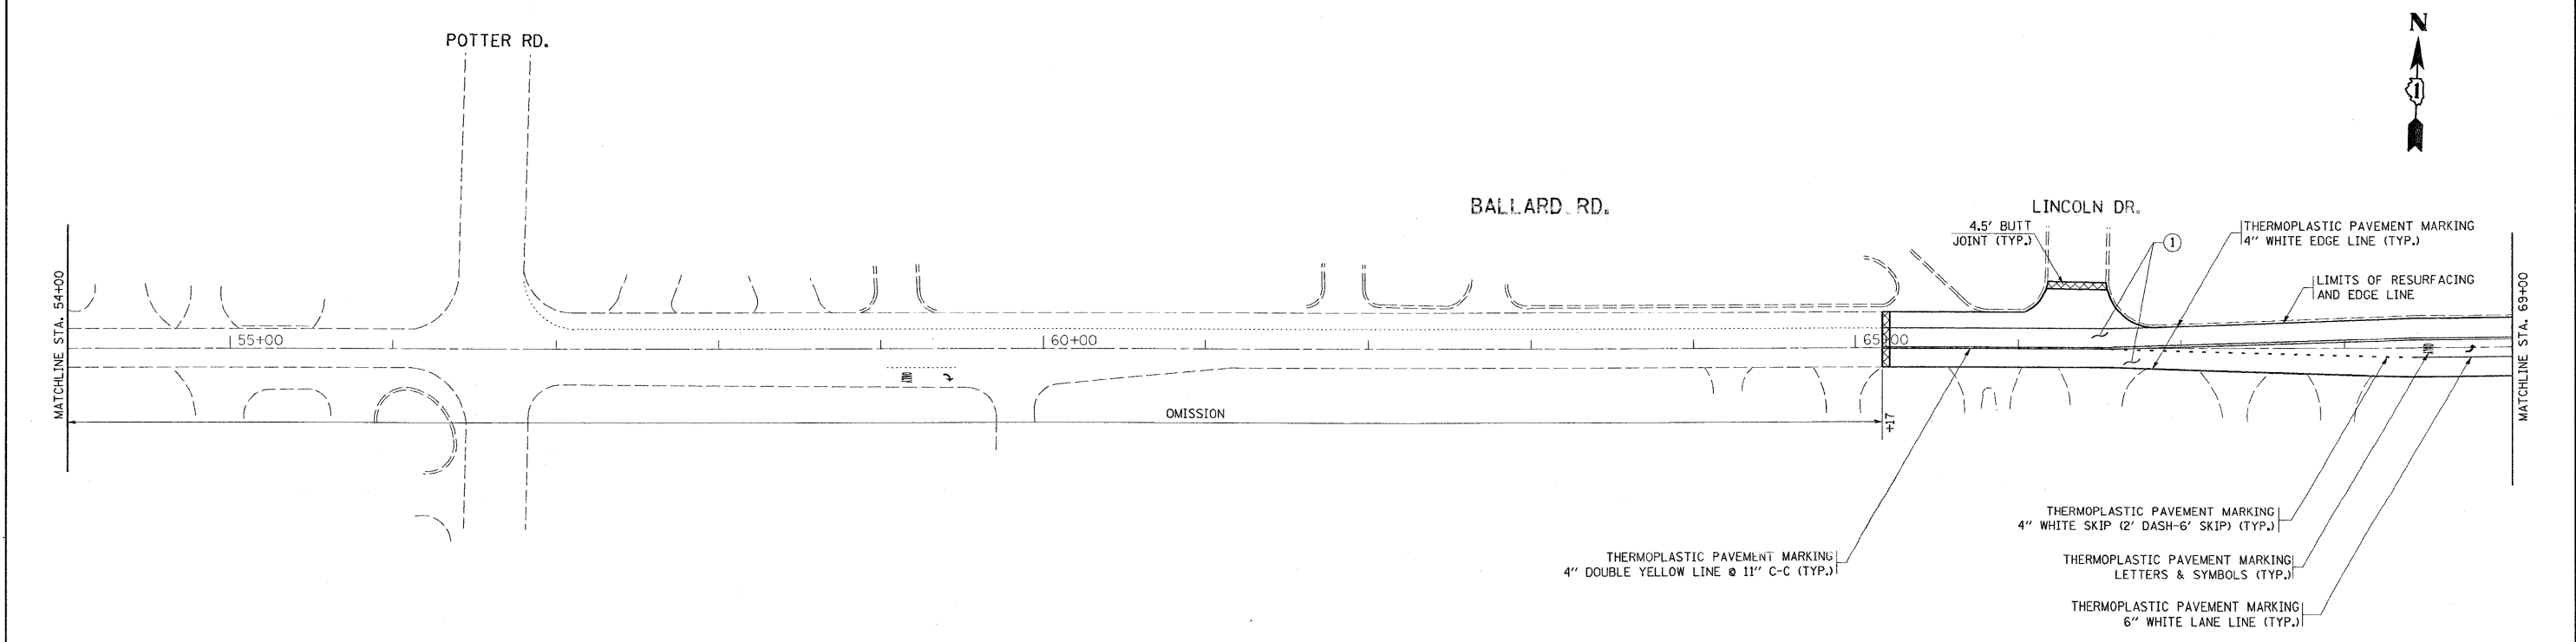 N
1
POTTER RD.
BALLARD RD.
LINCOLN DR.
4.5' BUTT
JOINT (TYP.)
1
THERMOPLASTIC PAVEMENT MARKING
4" WHITE EDGE LINE (TYP.)
LIMITS OF RESURFACING
AND EDGE LINE
MATCHLINE STA. 54+00
55+00
60+00
65+00
MATCHLINE STA. 69+00
OMISSION
+17
THERMOPLASTIC PAVEMENT MARKING
4" WHITE SKIP (2' DASH-6' SKIP) (TYP.)
THERMOPLASTIC PAVEMENT MARKING
4" DOUBLE YELLOW LINE @ 11" C-C (TYP.)
THERMOPLASTIC PAVEMENT MARKING
LETTERS & SYMBOLS (TYP.)
THERMOPLASTIC PAVEMENT MARKING
6" WHITE LANE LINE (TYP.)